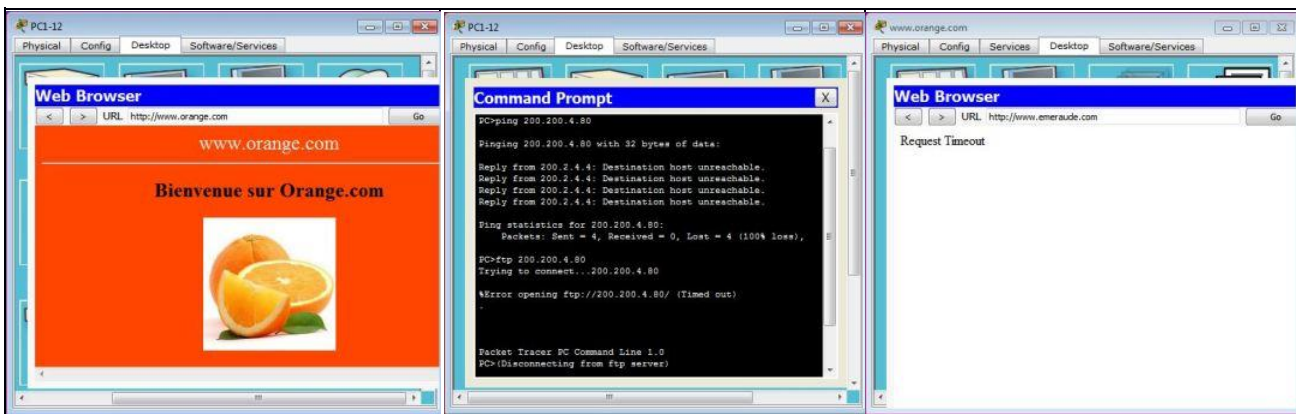 PC1-12
Physical Config Desktop Software/Services
Web Browser
< > URL http://www.orange.com Go
www.orange.com
Bienvenue sur Orange.com
PC1-12
Physical Config Desktop Software/Services
Command Prompt X
PC>ping 200.200.4.80
Pinging 200.200.4.80 with 32 bytes of data:
Reply from 200.2.4.4: Destination host unreachable.
Reply from 200.2.4.4: Destination host unreachable.
Reply from 200.2.4.4: Destination host unreachable.
Reply from 200.2.4.4: Destination host unreachable.
Ping statistics for 200.200.4.80:
Packets: Sent = 4, Received = 0, Lost = 4 (100% loss),
PC>ftp 200.200.4.80
Trying to connect...200.200.4.80
%Error opening ftp://200.200.4.80/ (Timed out)
.
Packet Tracer PC Command Line 1.0
PC>(Disconnecting from ftp server)
www.orange.com
Physical Config Services Desktop Software/Services
Web Browser
< > URL http://www.emeraude.com Go
Request Timeout